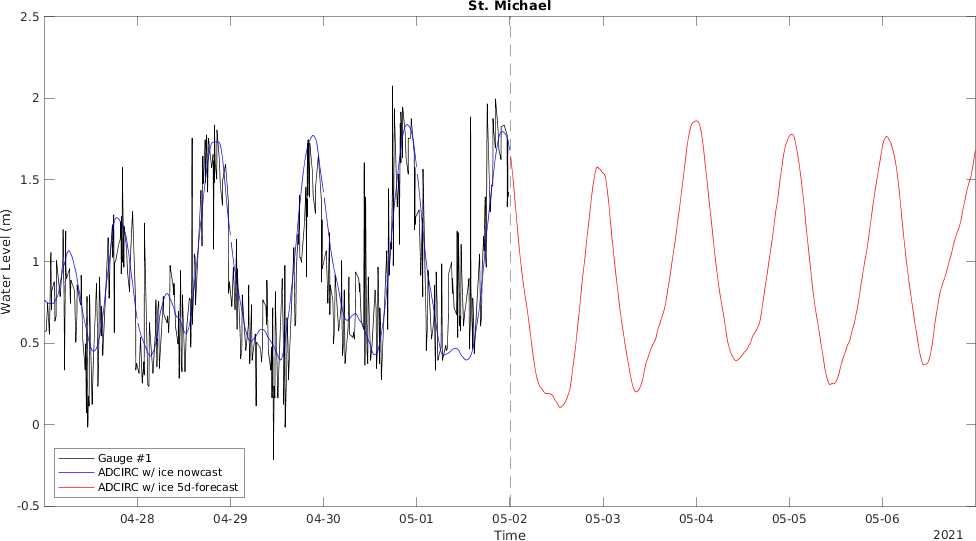 St. Michael
2.5
2
1.5
1
0.5
0
-0.5
Water Level (m)
Gauge #1
ADCIRC w/ ice nowcast
ADCIRC w/ ice 5d-forecast
04-28 04-29 04-30 05-01 05-02 05-03 05-04 05-05 05-06
Time
2021